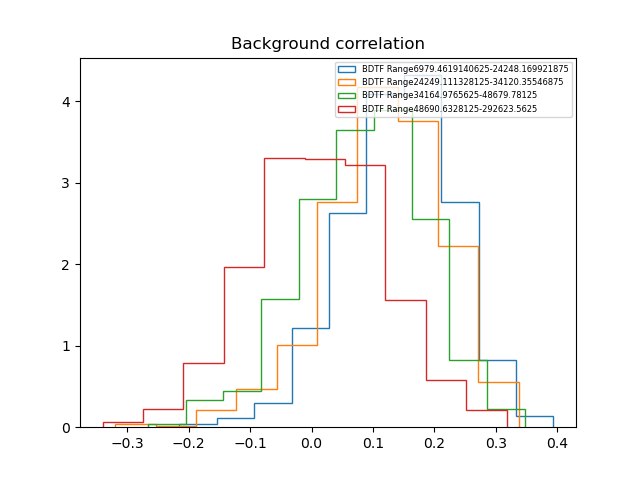 Background correlation
BDTF Range6979.4619140625-24248.169921875
BDTF Range24249.111328125-34120.35546875
BDTF Range34164.9765625-48679.78125
BDTF Range48690.6328125-292623.5625
4
3
2
1
0
−0.3 −0.2 −0.1 0.0 0.1 0.2 0.3 0.4